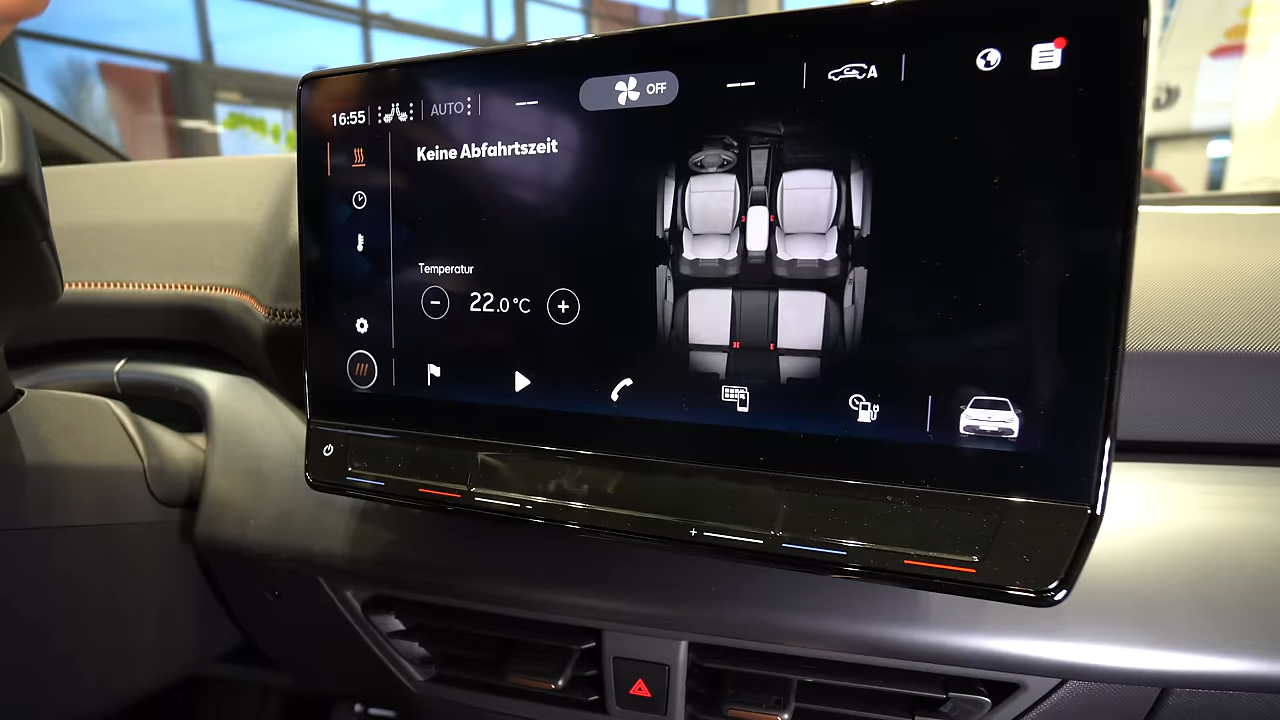 16:55
AUTO
OFF
A
Keine Abfahrtszeit
Temperatur
− 22.0 °C +
− +